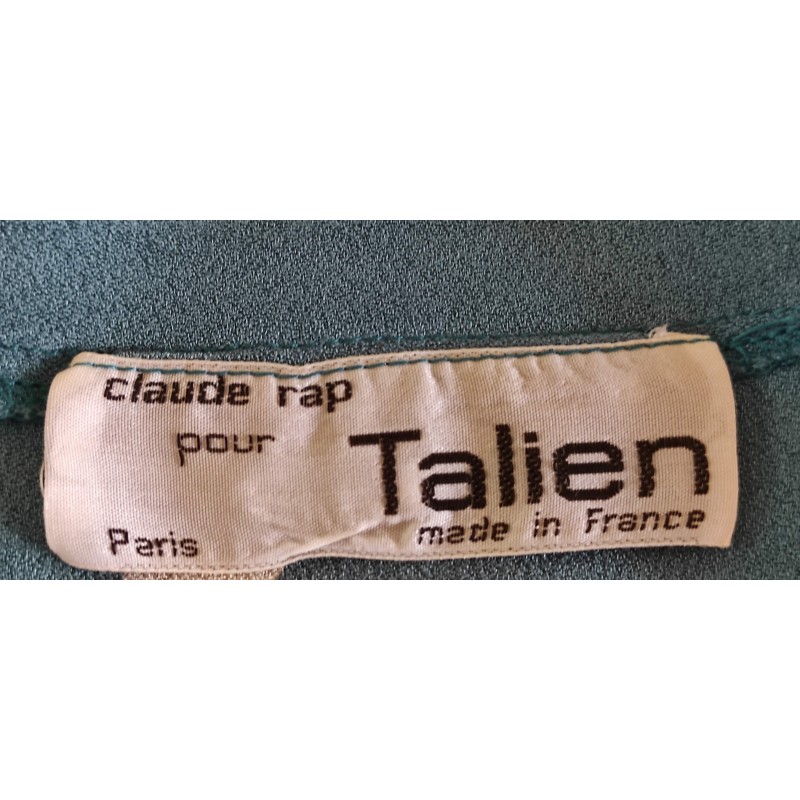 claude rap
pour Talien
Paris made in France